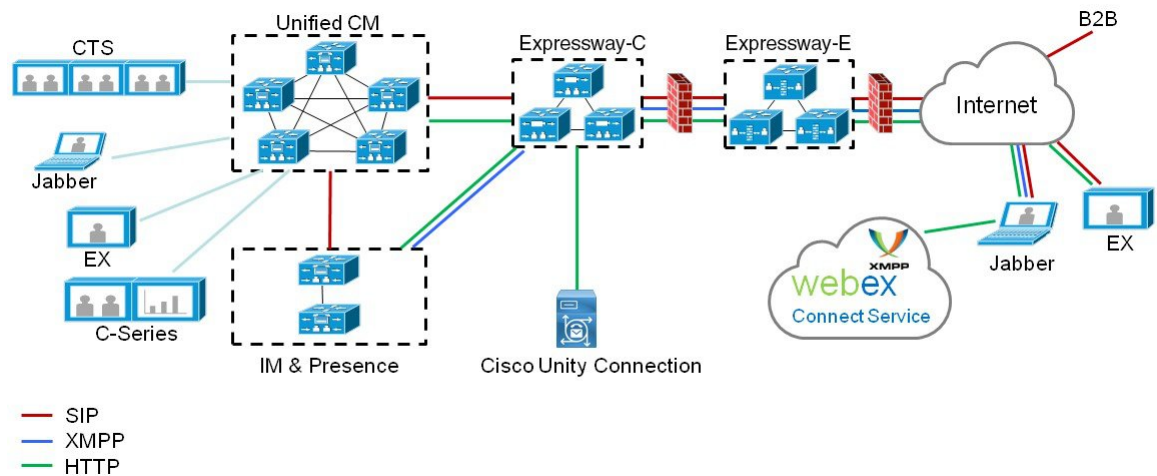 B2B
Unified CM
CTS
Expressway-C
Expressway-E
Internet
Jabber
EX
C-Series
IM & Presence
Cisco Unity Connection
XMPP
webex
Connect Service
Jabber
EX
SIP
XMPP
HTTP